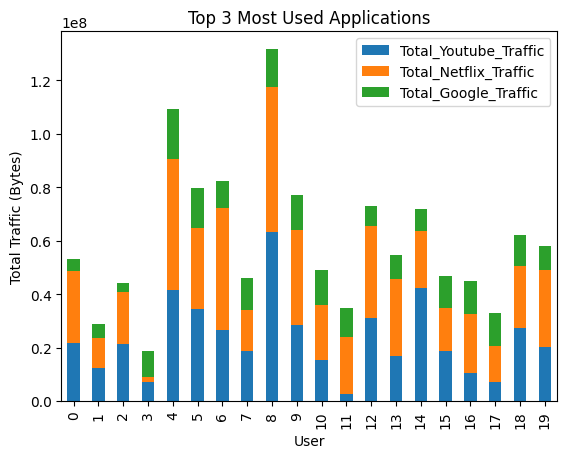 Top 3 Most Used Applications
1e8
Total_Youtube_Traffic
Total_Netflix_Traffic
Total_Google_Traffic
1.2
1.0
0.8
0.6
0.4
0.2
0.0
Total Traffic (Bytes)
0 1 2 3 4 5 6 7 8 9 10 11 12 13 14 15 16 17 18 19
User